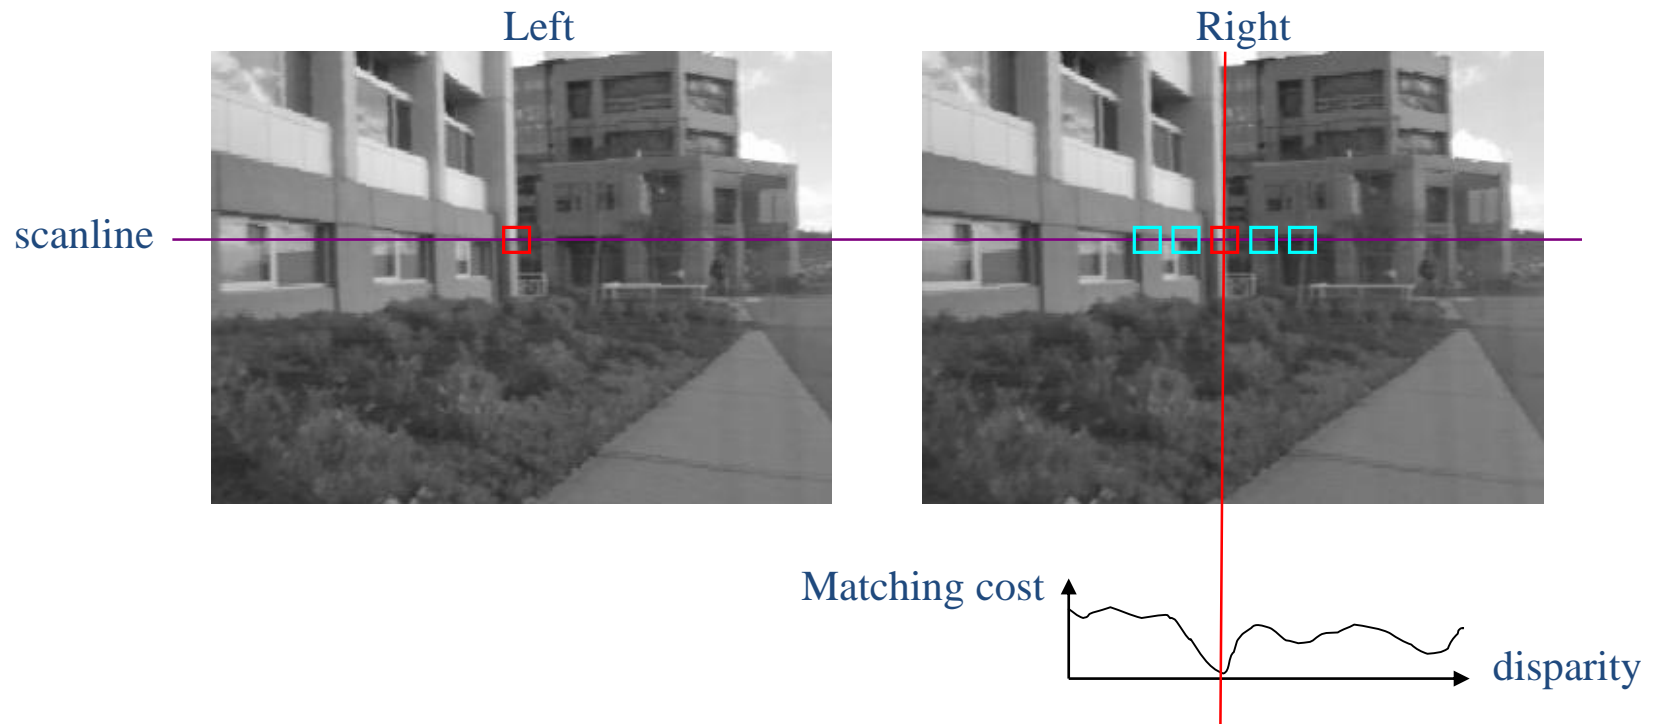 Left
Right
scanline
Matching cost
disparity